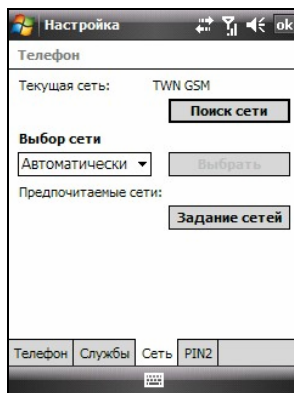 Настройка ok
Телефон
Текущая сеть: TWN GSM
Поиск сети
Выбор сети
Автоматически Выбрать
Предпочитаемые сети:
Задание сетей
Телефон Службы Сеть PIN2